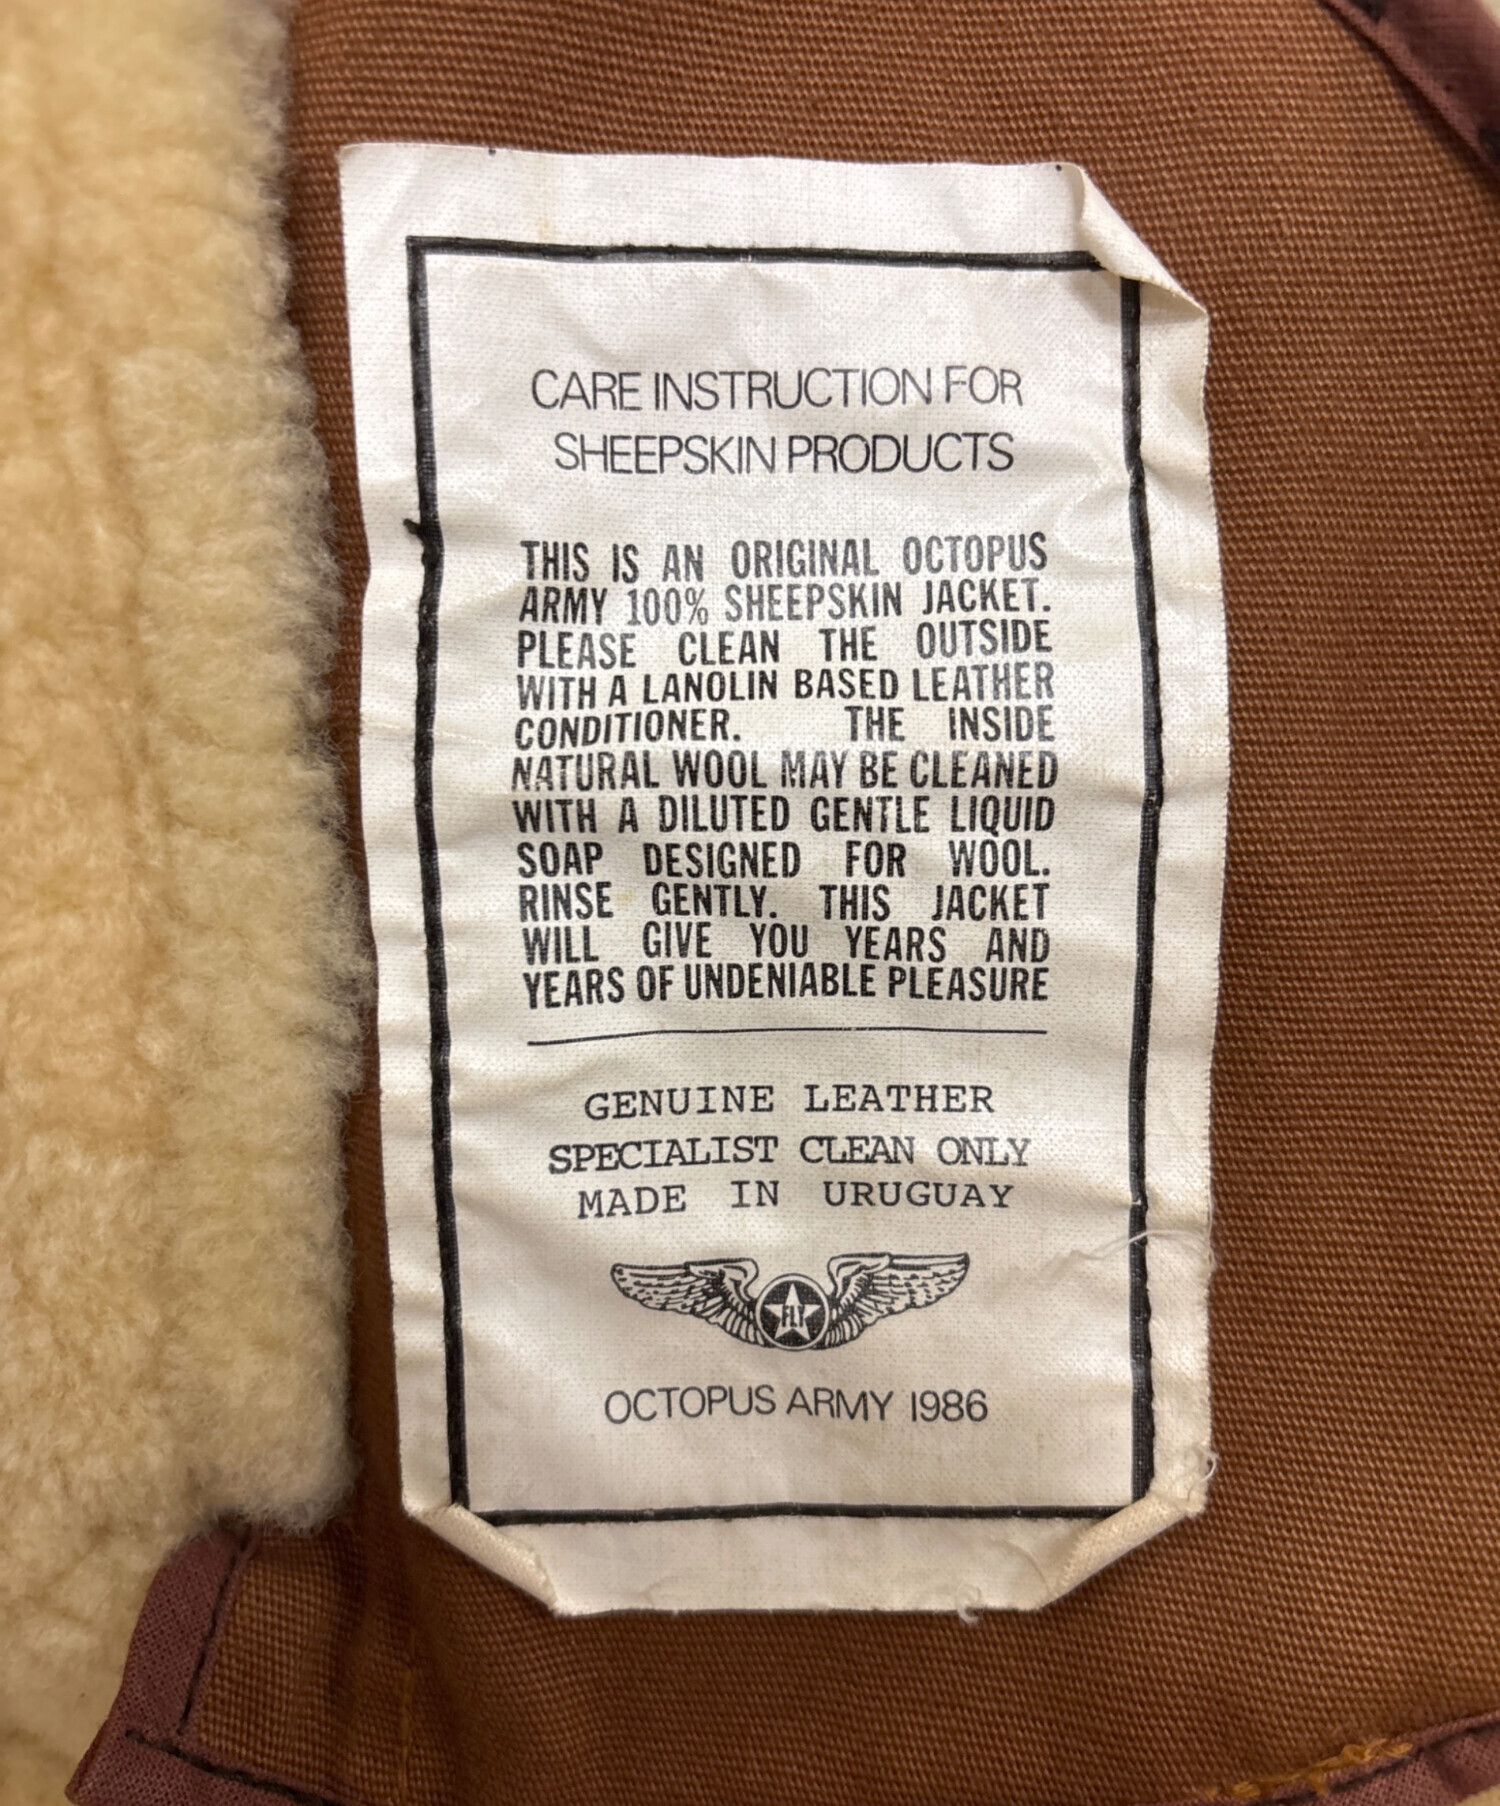 CARE INSTRUCTION FOR
SHEEPSKIN PRODUCTS
THIS IS AN ORIGINAL OCTOPUS
ARMY 100% SHEEPSKIN JACKET.
PLEASE CLEAN THE OUTSIDE
WITH A LANOLIN BASED LEATHER
CONDITIONER. THE INSIDE
NATURAL WOOL MAY BE CLEANED
WITH A DILUTED GENTLE LIQUID
SOAP DESIGNED FOR WOOL.
RINSE GENTLY. THIS JACKET
WILL GIVE YOU YEARS AND
YEARS OF UNDENIABLE PLEASURE
GENUINE LEATHER
SPECIALIST CLEAN ONLY
MADE IN URUGUAY
FLY
OCTOPUS ARMY 1986